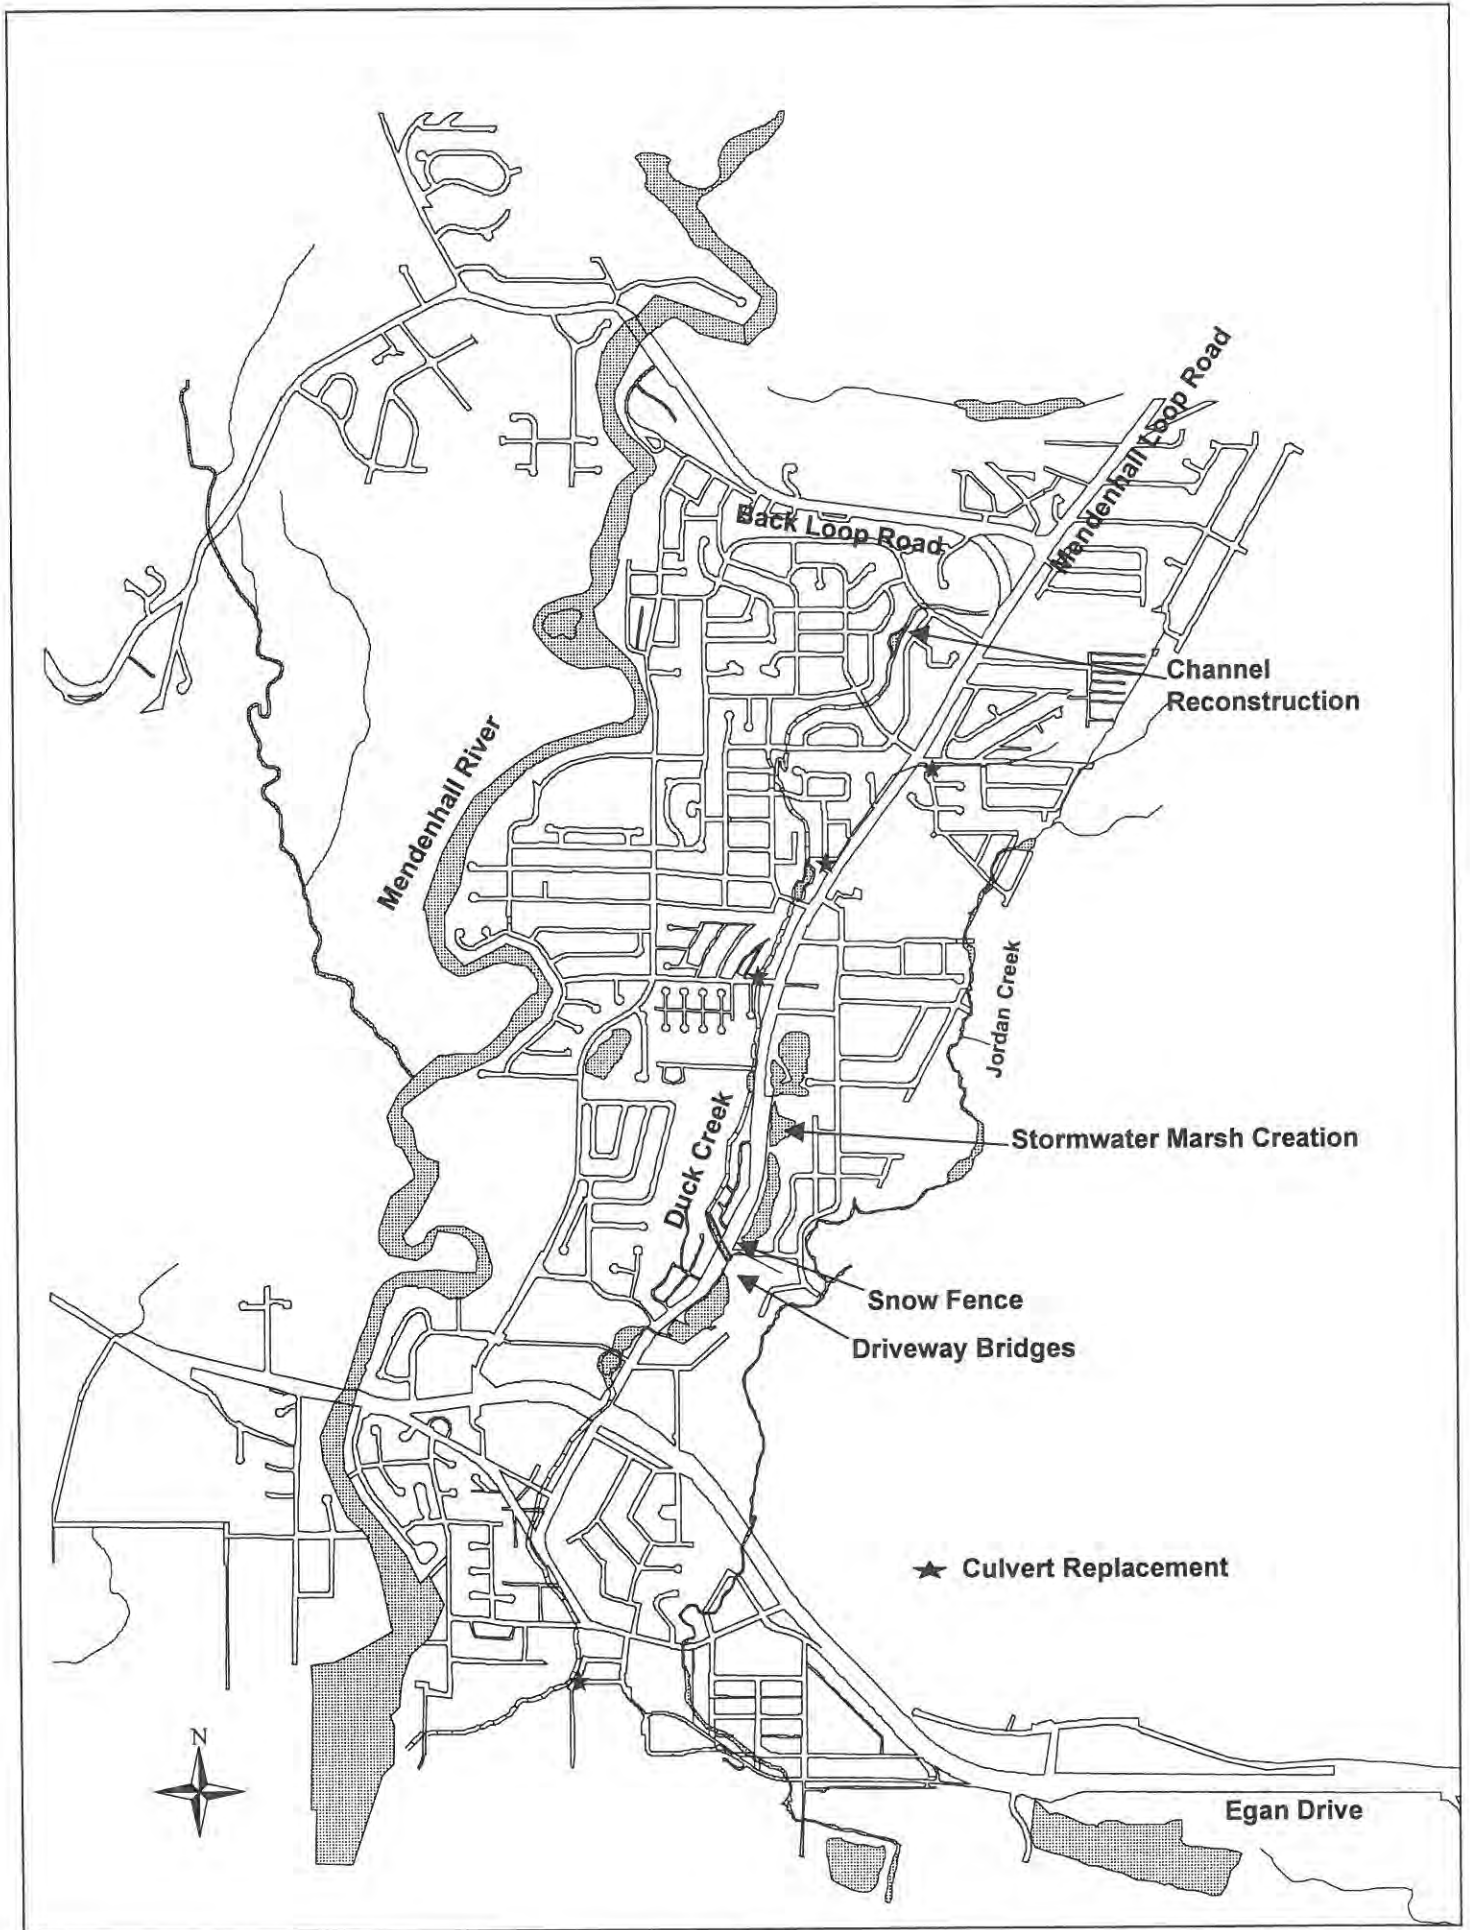 Mendenhall Loop Road
Back Loop Road
Channel
Reconstruction
Mendenhall River
Jordan Creek
Duck Creek
Stormwater Marsh Creation
Snow Fence
Driveway Bridges
Culvert Replacement
N
Egan Drive